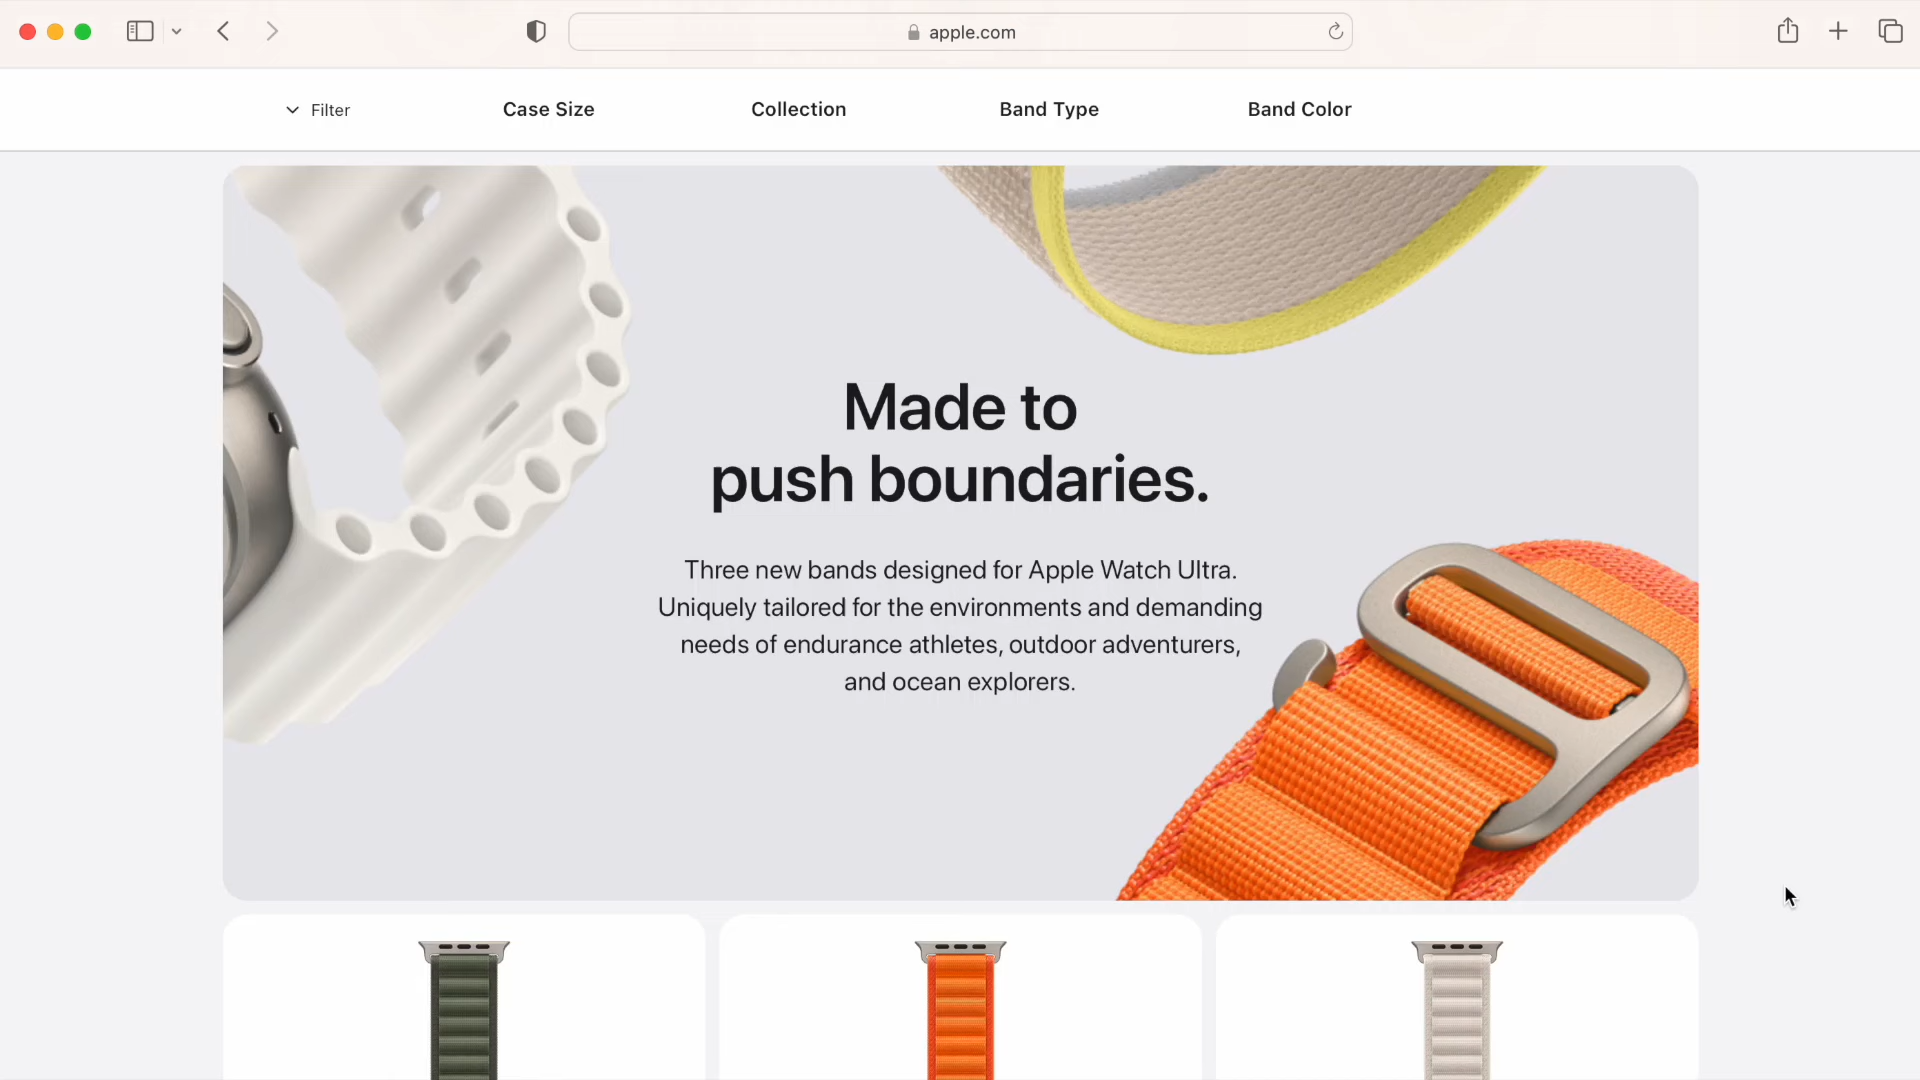 apple.com
Filter
Case Size
Collection
Band Type
Band Color
Made to
push boundaries.
Three new bands designed for Apple Watch Ultra.
Uniquely tailored for the environments and demanding
needs of endurance athletes, outdoor adventurers,
and ocean explorers.